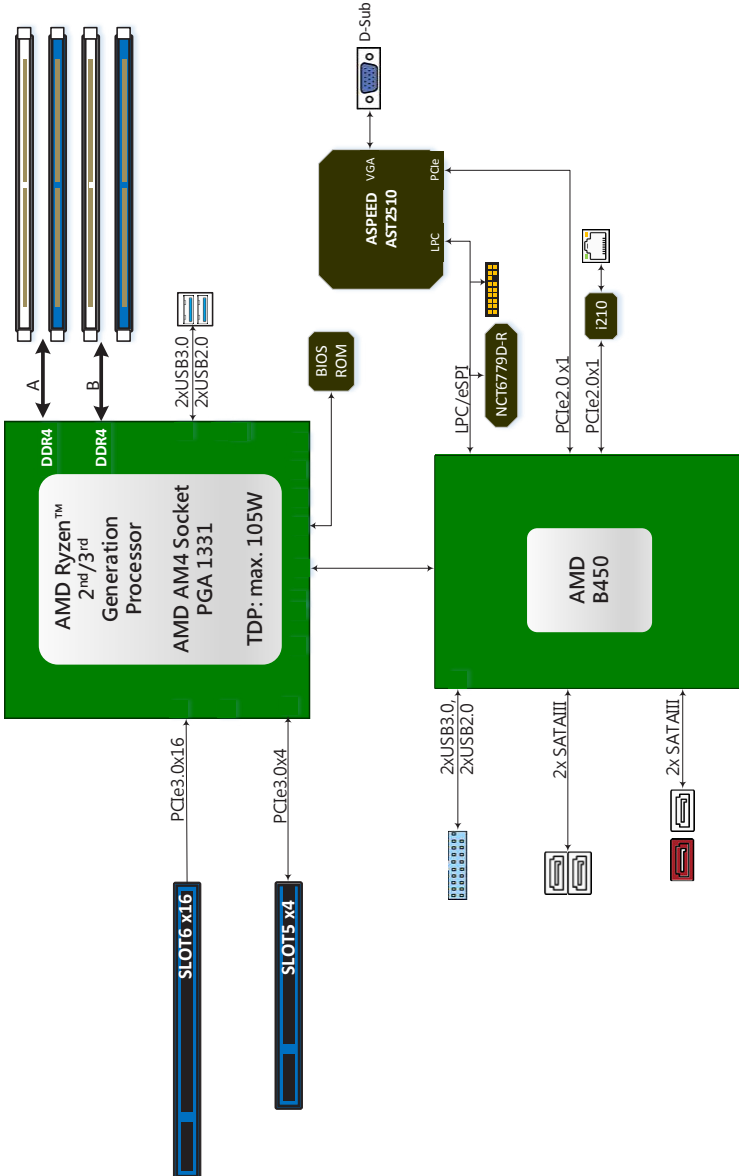 D-Sub
ASPEED
AST2510
VGA
PCIe
LPC
A
B
2xUSB3.0
2xUSB2.0
BIOS
ROM
DDR4
DDR4
LPC/eSPI
NCT6779D-R
PCIe2.0 x1
PCIe2.0x1
i210
AMD Ryzen™
2nd/3rd
Generation
Processor
AMD AM4 Socket
PGA 1331
TDP: max. 105W
AMD
B450
PCIe3.0x16
PCIe3.0x4
2xUSB3.0,
2xUSB2.0
2x SATAIII
2x SATAIII
SLOT6 x16
SLOT5 x4